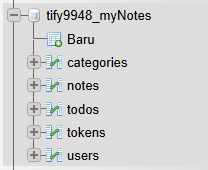 tify9948_myNotes
Baru
categories
notes
todos
tokens
users